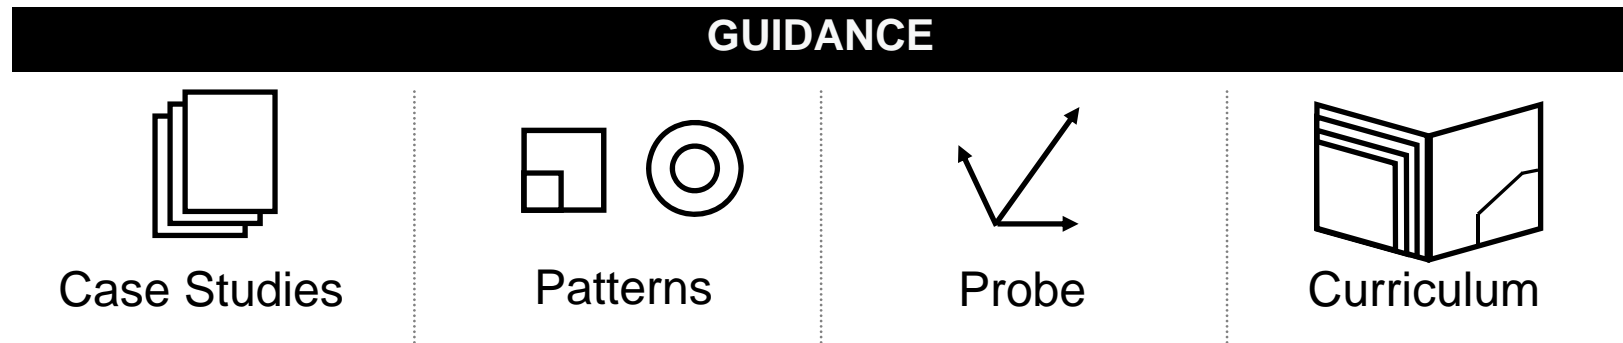 GUIDANCE
Case Studies
Patterns
Probe
Curriculum